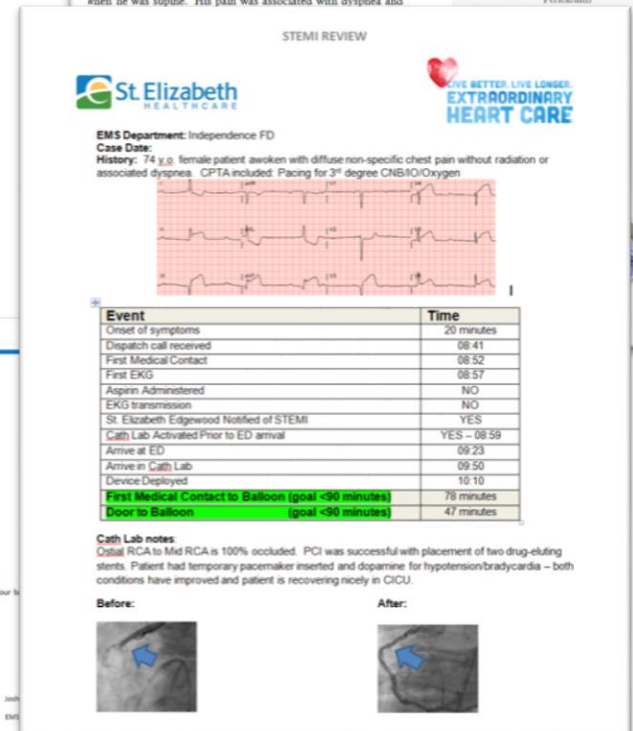 when he was supine. His pain was associated with dyspnea and
STEMI REVIEW
St. Elizabeth
HEALTHCARE
LIVE BETTER. LIVE LONGER.
EXTRAORDINARY
HEART CARE
EMS Department: Independence FD
Case Date:
History: 74 y.o. female patient awoken with diffuse non-specific chest pain without radiation or
associated dyspnea. CPTA included: Pacing for 3rd degree CNB/IO/Oxygen
Event Time
Onset of symptoms 20 minutes
Dispatch call received 08:41
First Medical Contact 08:52
First EKG 08:57
Aspirin Administered NO
EKG transmission NO
St. Elizabeth Edgewood Notified of STEMI YES
Cath Lab Activated Prior to ED arrival YES – 08:59
Arrive at ED 09:23
Arrive in Cath Lab 09:50
Device Deployed 10:10
First Medical Contact to Balloon (goal <90 minutes) 78 minutes
Door to Balloon (goal <90 minutes) 47 minutes
Cath Lab notes:
Ostial RCA to Mid RCA is 100% occluded. PCI was successful with placement of two drug-eluting
stents. Patient had temporary pacemaker inserted and dopamine for hypotension/bradycardia – both
conditions have improved and patient is recovering nicely in CICU.
Before: After:
Josh
EMS